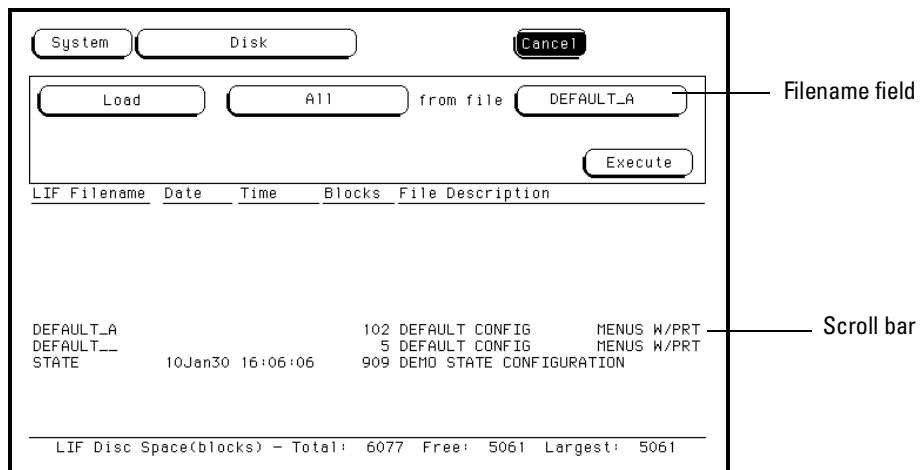 System Disk Cancel
Load All from file DEFAULT_A Filename field
Execute
LIF Filename Date Time Blocks File Description
DEFAULT_A 102 DEFAULT CONFIG MENUS W/PRT Scroll bar
DEFAULT__ 5 DEFAULT CONFIG MENUS W/PRT
STATE 10Jan30 16:06:06 909 DEMO STATE CONFIGURATION
LIF Disc Space(blocks) - Total: 6077 Free: 5061 Largest: 5061